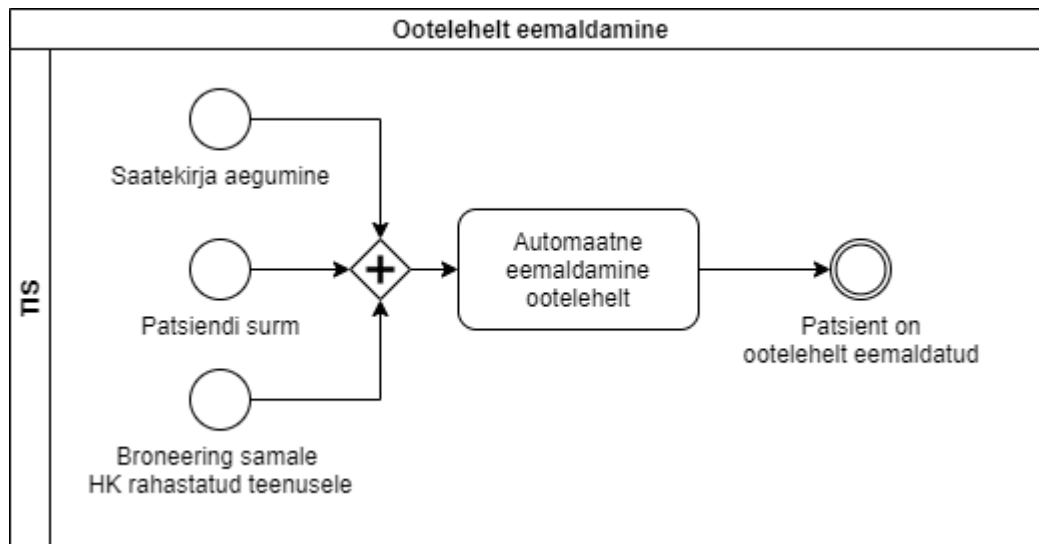 Ootelehelt eemaldamine
TIS
Saatekirja aegumine
Patsiendi surm
Broneering samale
HK rahastatud teenusele
Automaatne
eemaldamine
ootelehelt
Patsient on
ootelehelt eemaldatud